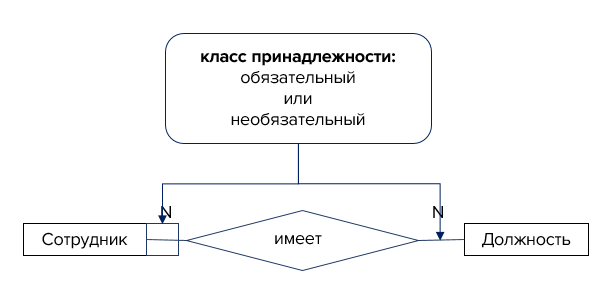 класс принадлежности:
обязательный
или
необязательный
N
N
Сотрудник
имеет
Должность